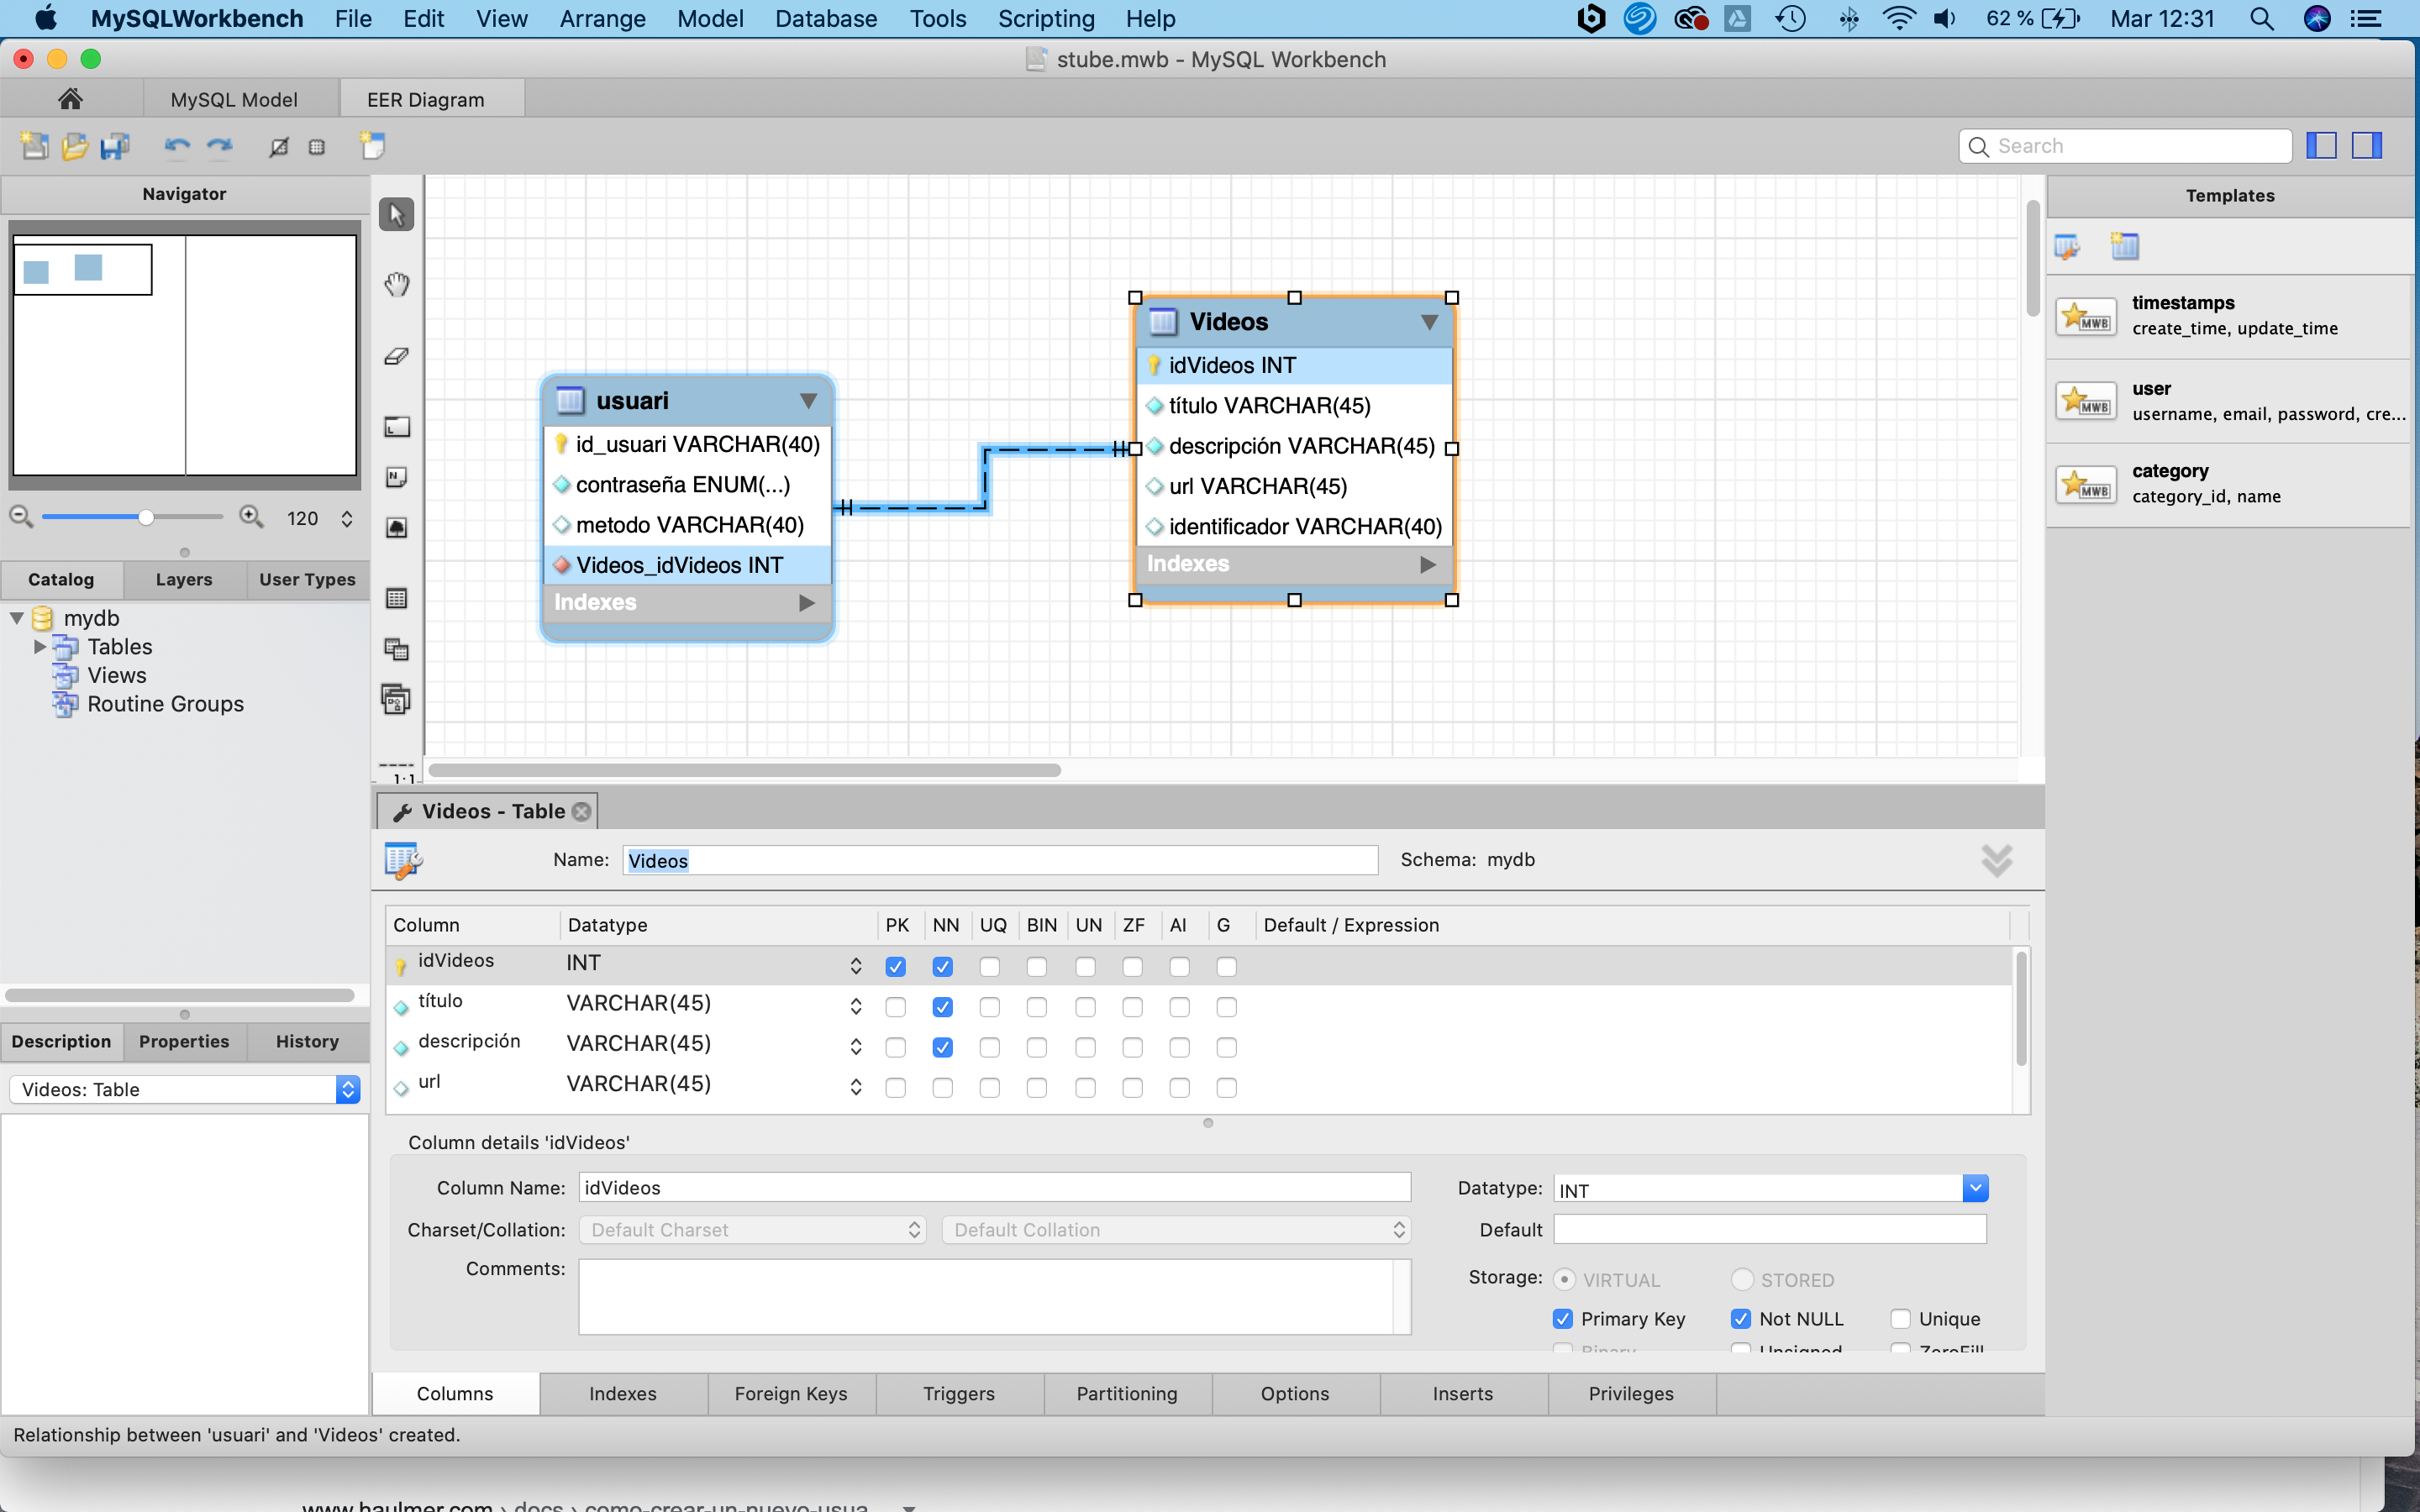 MySQLWorkbench File Edit View Arrange Model Database Tools Scripting Help 62 % Mar 12:31
stube.mwb - MySQL Workbench
MySQL Model EER Diagram
Search
Navigator
Templates
timestamps
create_time, update_time
user
username, email, password, cre...
category
category_id, name
Videos
idVideos INT
título VARCHAR(45)
descripción VARCHAR(45)
url VARCHAR(45)
identificador VARCHAR(40)
Indexes
usuari
id_usuari VARCHAR(40)
contraseña ENUM(...)
metodo VARCHAR(40)
Videos_idVideos INT
Indexes
120
Catalog Layers User Types
mydb
Tables
Views
Routine Groups
1:1
Videos - Table
Name: Videos Schema: mydb
Column Datatype PK NN UQ BIN UN ZF AI G Default / Expression
idVideos INT
título VARCHAR(45)
descripción VARCHAR(45)
url VARCHAR(45)
Description Properties History
Videos: Table
Column details 'idVideos'
Column Name: idVideos Datatype: INT
Charset/Collation: Default Charset Default Collation Default
Comments: Storage: VIRTUAL STORED
Primary Key Not NULL Unique
Binary Unsigned ZeroFill
Columns Indexes Foreign Keys Triggers Partitioning Options Inserts Privileges
Relationship between 'usuari' and 'Videos' created.
www.haulmer.com › docs › como-crear-un-nuevo-usua...